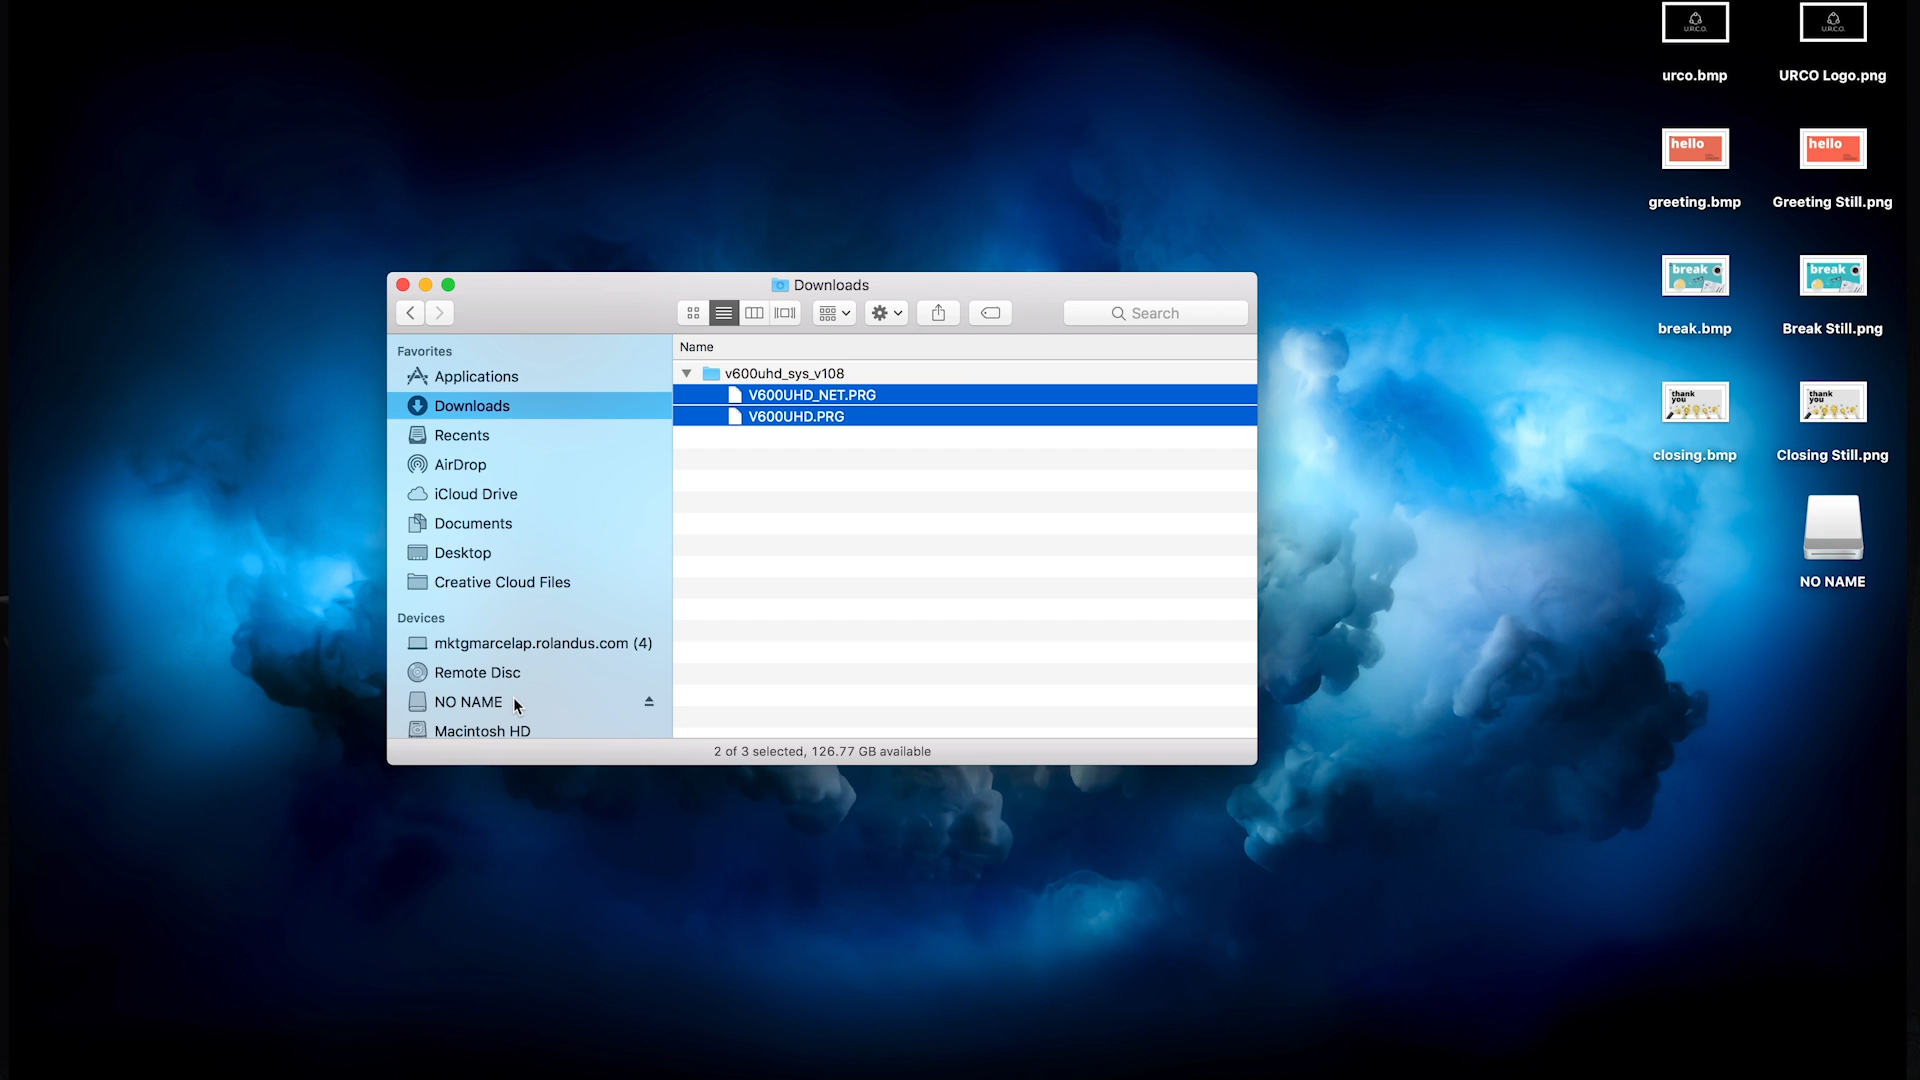 U.R.C.O.
U.R.C.O.
urco.bmp
URCO Logo.png
hello
hello
greeting.bmp
Greeting Still.png
break
break
break.bmp
Break Still.png
thank
you
thank
you
closing.bmp
Closing Still.png
NO NAME
Downloads
Search
Favorites
Applications
Downloads
Recents
AirDrop
iCloud Drive
Documents
Desktop
Creative Cloud Files
Devices
mktgmarcelap.rolandus.com (4)
Remote Disc
NO NAME
Macintosh HD
Name
v600uhd_sys_v108
V600UHD_NET.PRG
V600UHD.PRG
2 of 3 selected, 126.77 GB available